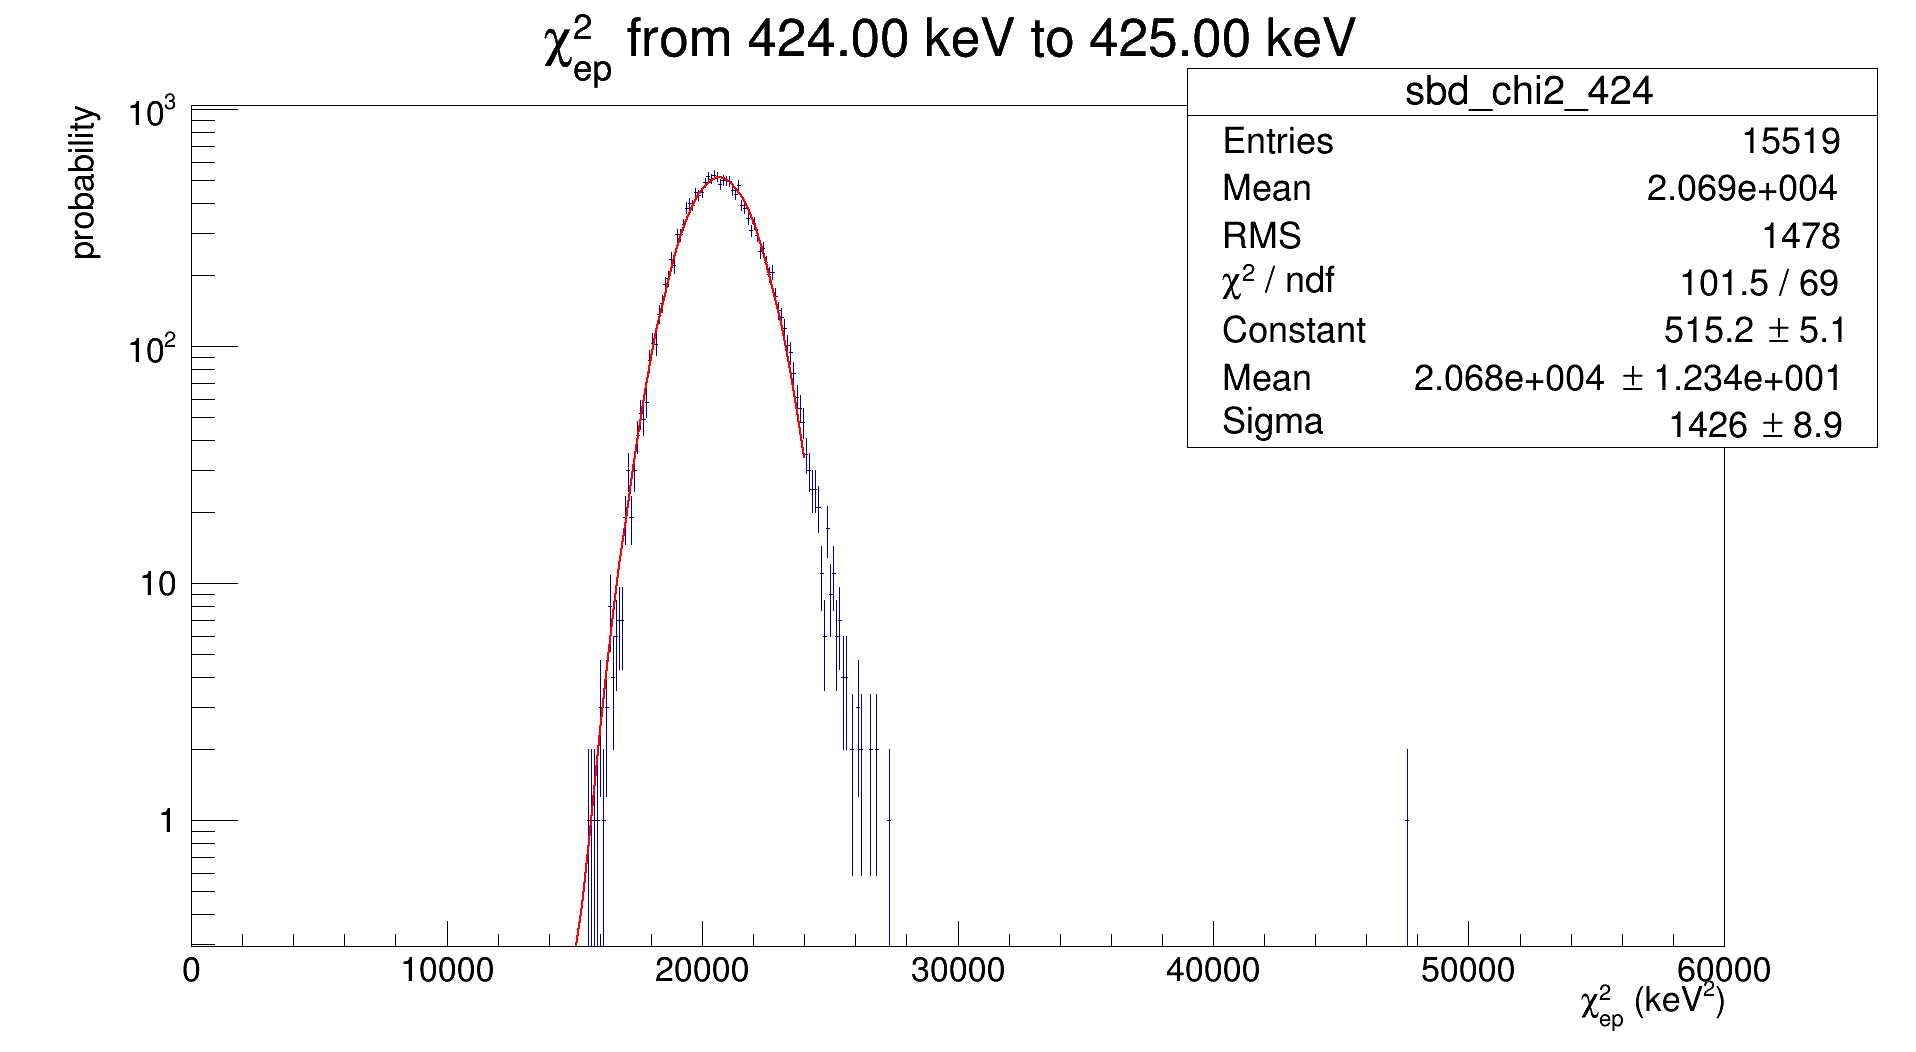 χ²ep from 424.00 keV to 425.00 keV
sbd_chi2_424
Entries 15519
Mean 2.069e+004
RMS 1478
χ² / ndf 101.5 / 69
Constant 515.2 ± 5.1
Mean 2.068e+004 ± 1.234e+001
Sigma 1426 ± 8.9
probability
10³
10²
10
1
0 10000 20000 30000 40000 50000 60000
χ²ep (keV²)